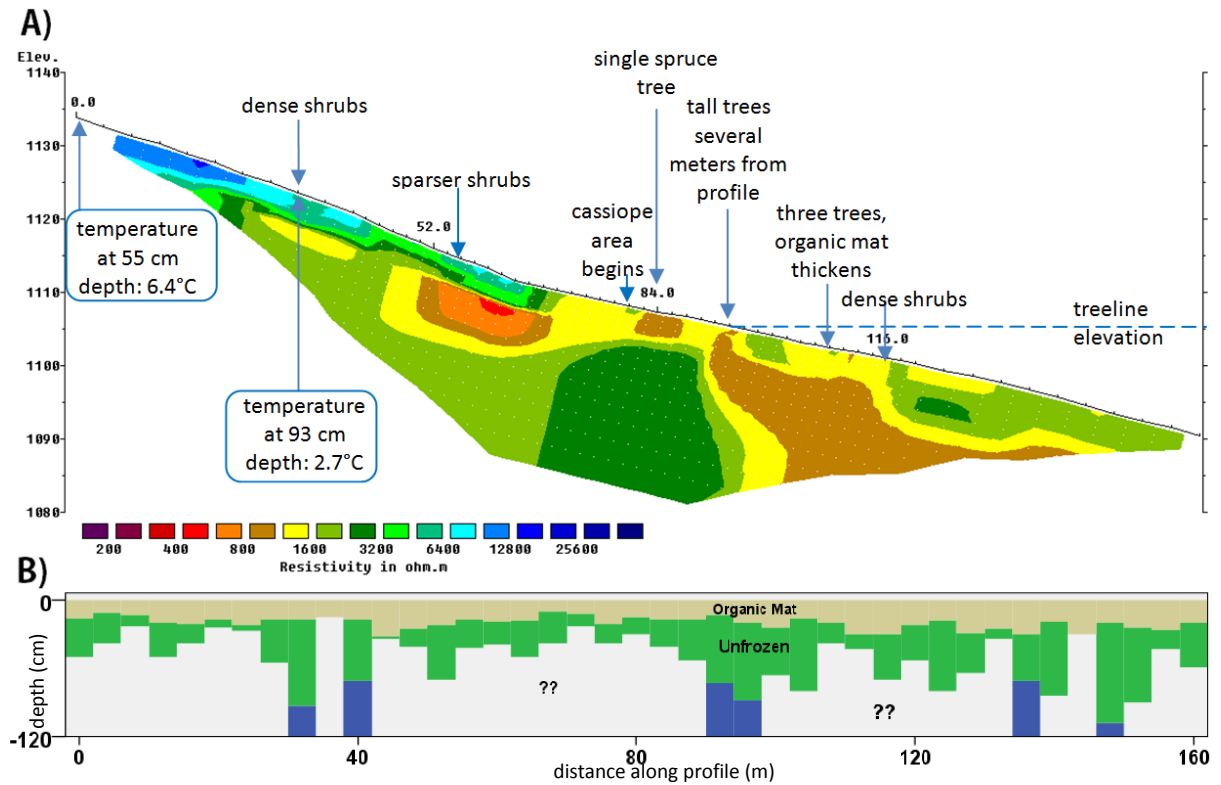 A)
Elev.
1140
1130
1120
1110
1100
1090
1080
0.0
dense shrubs
sparser shrubs
52.0
cassiope
area
begins
single spruce
tree
84.0
tall trees
several
meters from
profile
three trees,
organic mat
thickens
dense shrubs
116.0
treeline
elevation
temperature
at 55 cm
depth: 6.4°C
temperature
at 93 cm
depth: 2.7°C
200 400 800 1600 3200 6400 12800 25600
Resistivity in ohm.m
B)
0
-120
depth (cm)
Organic Mat
Unfrozen
??
??
0 40 80 120 160
distance along profile (m)